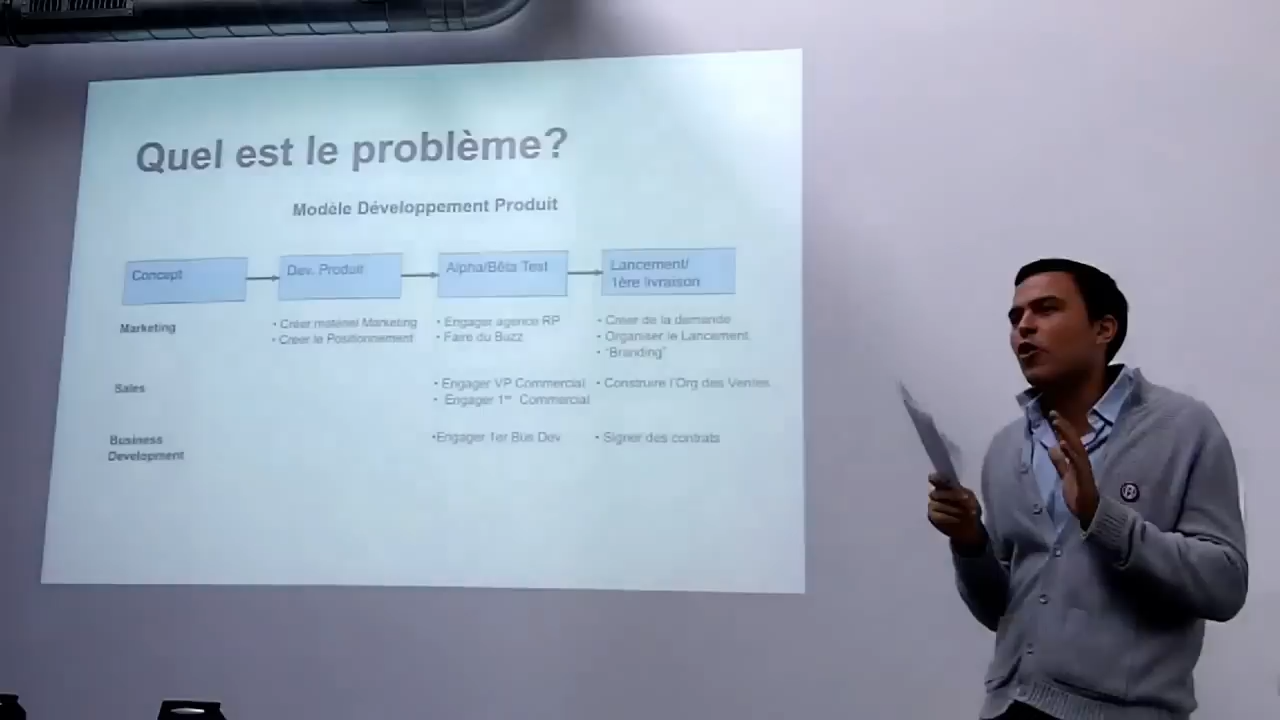 Quel est le problème?
Modèle Développement Produit
Concept
Dev. Produit
Alpha/Bêta Test
Lancement/
1ère livraison
Marketing
• Créer matériel Marketing
• Creer le Positionnement
• Engager agence RP
• Faire du Buzz
• Creer de la demande
• Organiser le Lancement
• "Branding"
Sales
• Engager VP Commercial
• Engager 1er Commercial
• Construire l'Org des Ventes
Business
Development
•Engager 1er Bus Dev
• Signer des contrats